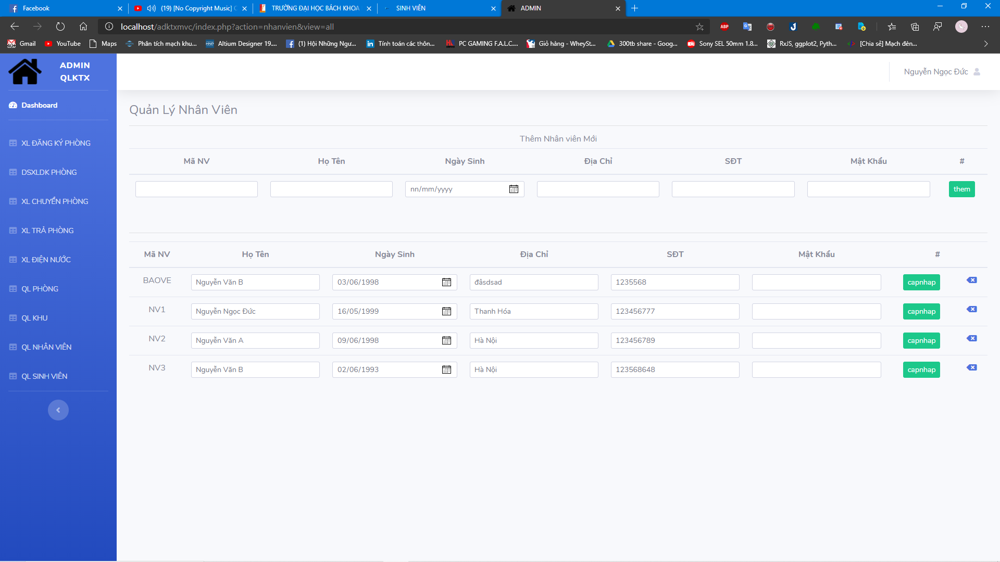 Facebook
(19) [No Copyright Music] C
TRƯỜNG ĐẠI HỌC BÁCH KHOA
SINH VIÊN
ADMIN
localhost/adktxmvc/index.php?action=nhanvien&view=all
ABP
40+
Gmail
YouTube
Maps
Phân tích mạch khu...
HNP
Altium Designer 19....
(1) Hội Những Ngư...
Tính toán các thôn...
PC GAMING F.A.L.C....
Giỏ hàng - WheySt...
300tb share - Goog...
Sony SEL 50mm 1.8...
RxJS, ggplot2, Pyth...
[Chia sẻ] Mạch đèn...
ADMIN
QLKTX
Nguyễn Ngọc Đức
Dashboard
XL ĐĂNG KÝ PHÒNG
DSXLDK PHÒNG
XL CHUYỂN PHÒNG
XL TRẢ PHÒNG
XL ĐIỆN NƯỚC
QL PHÒNG
QL KHU
QL NHÂN VIÊN
QL SINH VIÊN
Quản Lý Nhân Viên
Thêm Nhân viên Mới
Mã NV Họ Tên Ngày Sinh Địa Chỉ SĐT Mật Khẩu #
nn/mm/yyyy them
Mã NV Họ Tên Ngày Sinh Địa Chỉ SĐT Mật Khẩu #
BAOVE Nguyễn Văn B 03/06/1998 đâsdsad 1235568 capnhap
NV1 Nguyễn Ngọc Đức 16/05/1999 Thanh Hóa 123456777 capnhap
NV2 Nguyễn Văn A 09/06/1998 Hà Nội 123456789 capnhap
NV3 Nguyễn Văn B 02/06/1993 Hà Nội 123568648 capnhap